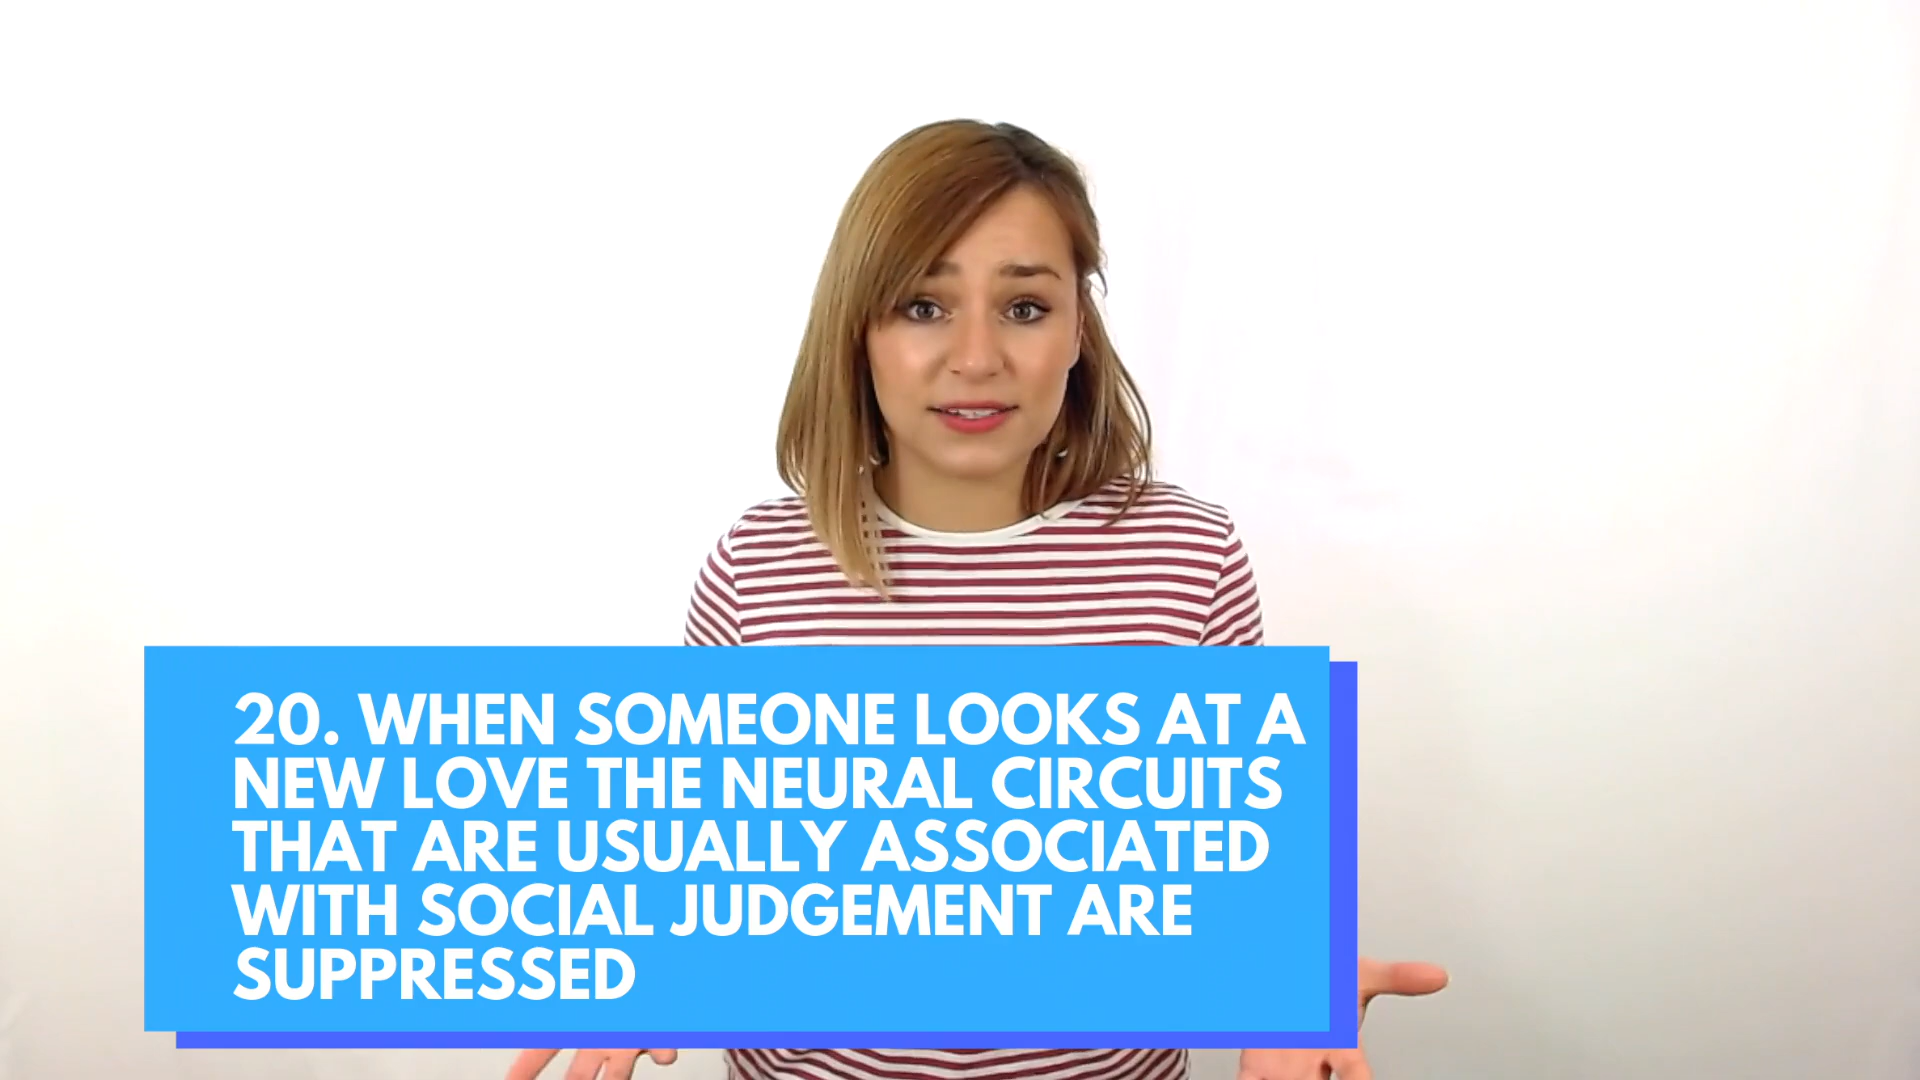 20. WHEN SOMEONE LOOKS AT A
NEW LOVE THE NEURAL CIRCUITS
THAT ARE USUALLY ASSOCIATED
WITH SOCIAL JUDGEMENT ARE
SUPPRESSED